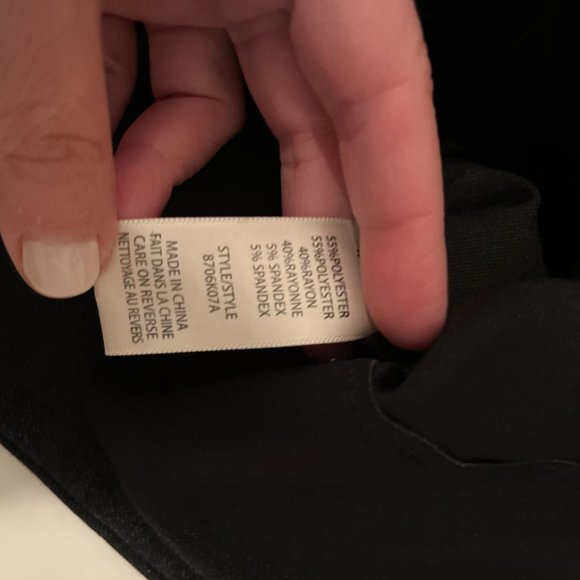 55%POLYESTER
40%RAYON
55%POLYESTER
40%RAYONNE
5% SPANDEX
5% SPANDEX
STYLE/STYLE
8706K07A
MADE IN CHINA
FAIT DANS LA CHINE
CARE ON REVERSE
NETTOYAGE AU REVERS